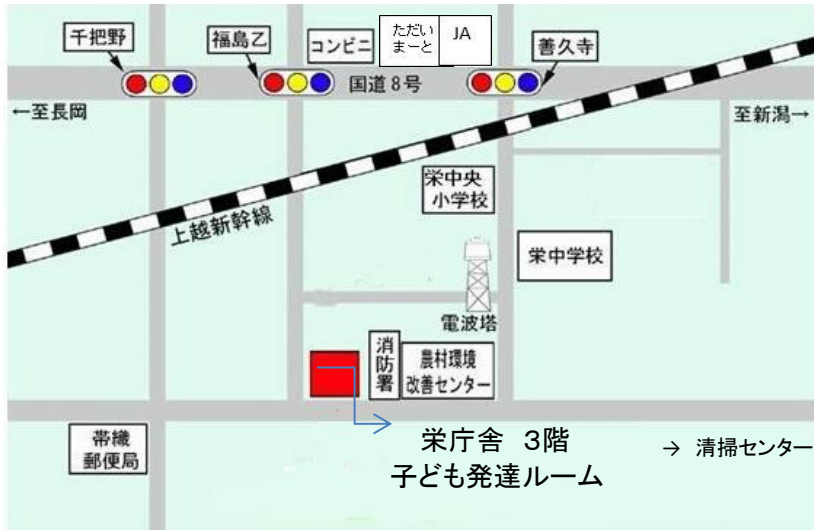 千把野
福島乙
コンビニ
ただい
まーと
JA
善久寺
国道8号
←至長岡
至新潟→
栄中央
小学校
上越新幹線
栄中学校
電波塔
消防署
農村環境
改善センター
帯織
郵便局
栄庁舎 3階
子ども発達ルーム
→ 清掃センター